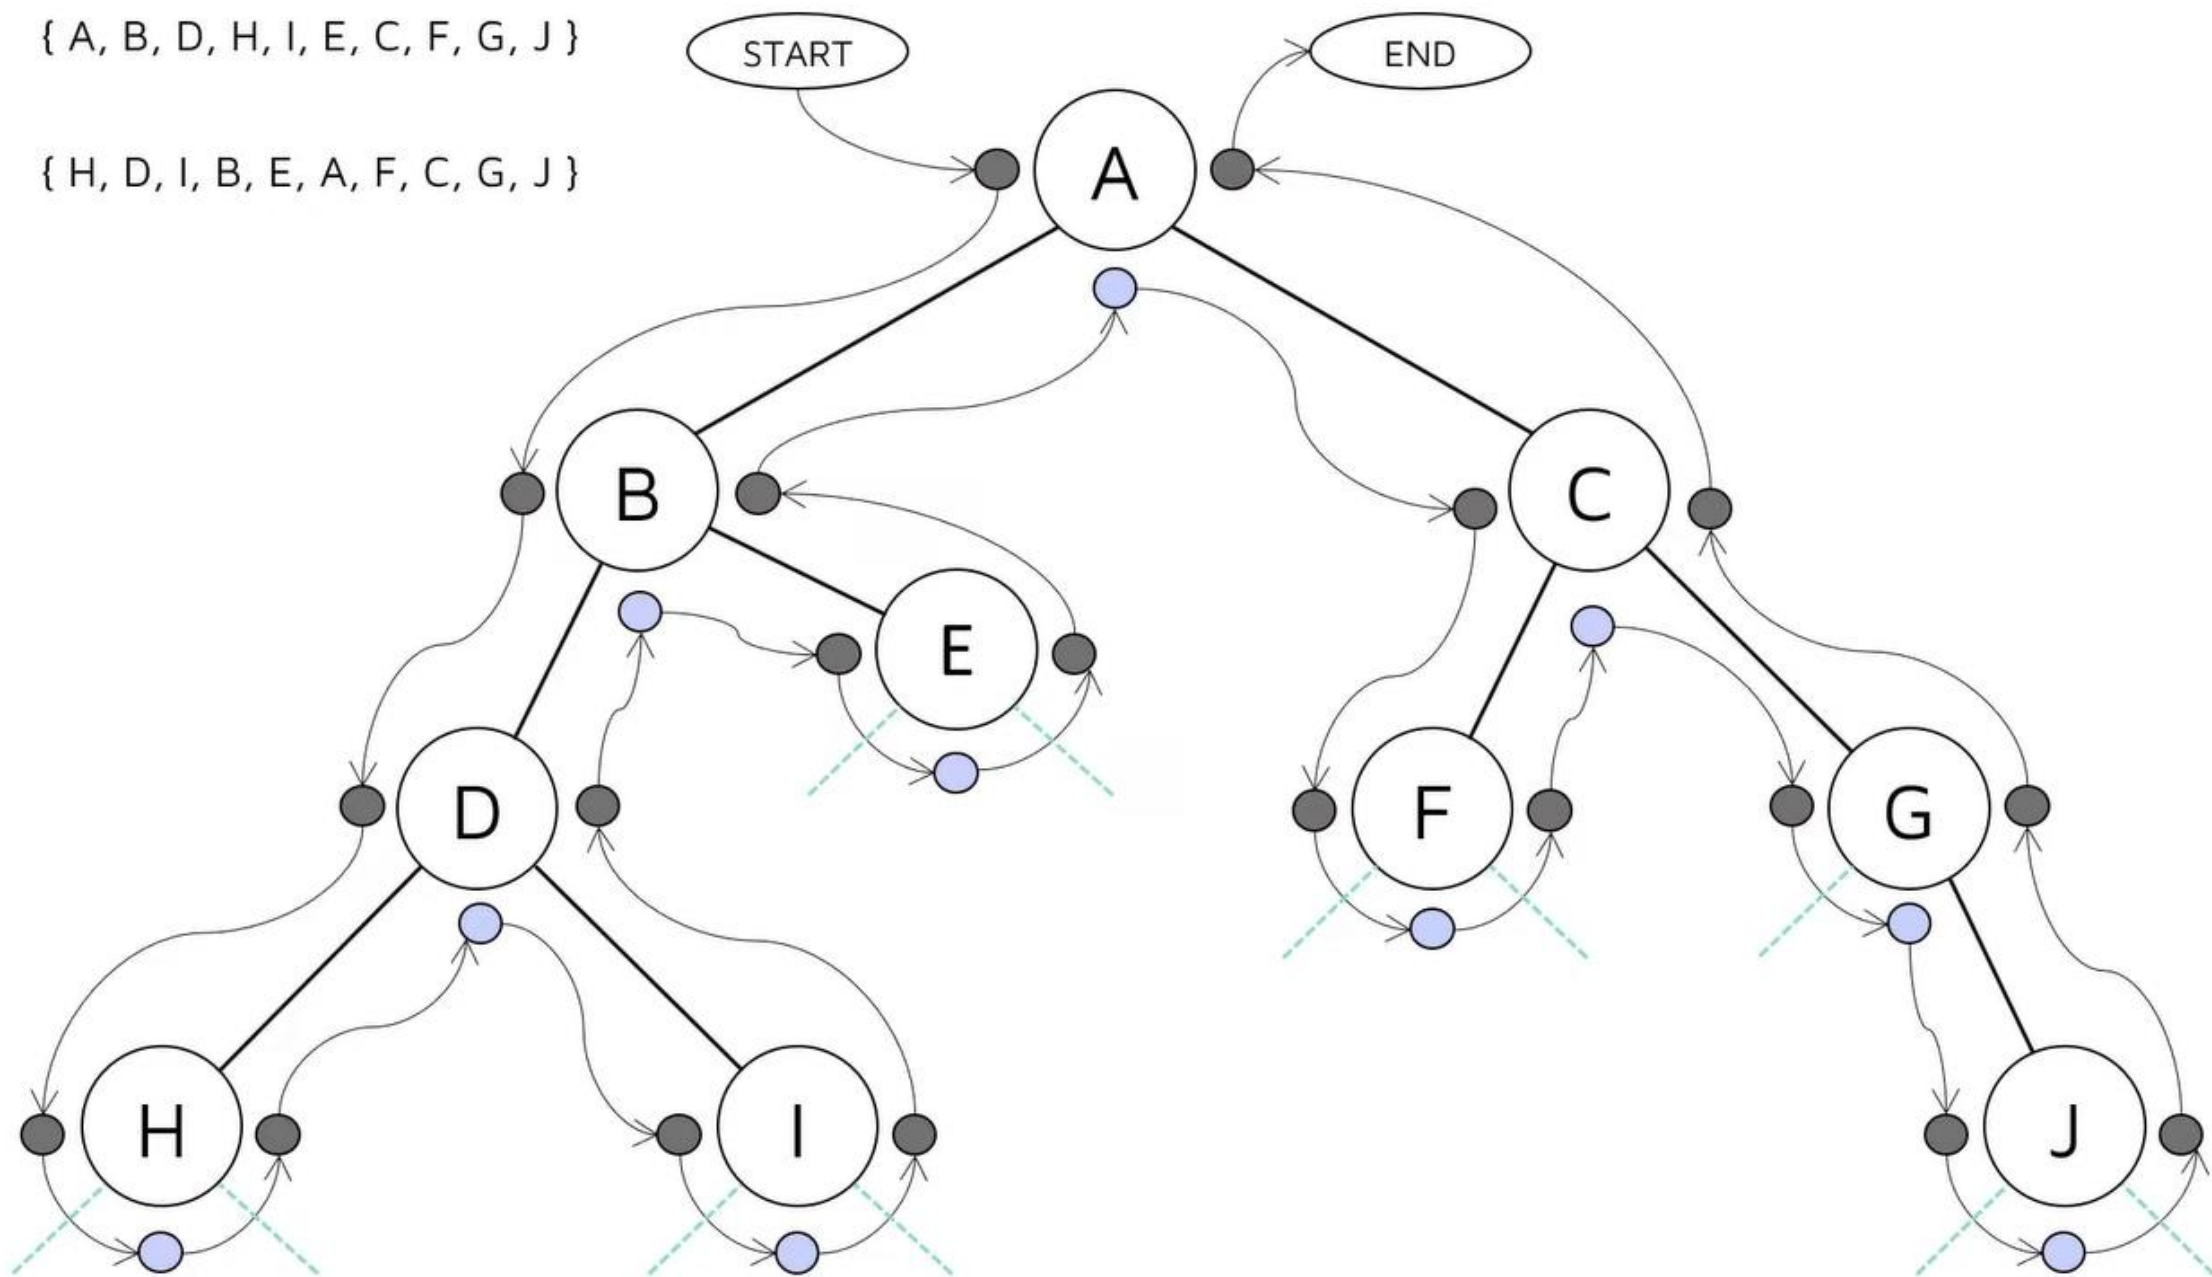 { A, B, D, H, I, E, C, F, G, J }
START
END
{ H, D, I, B, E, A, F, C, G, J }
A
B
C
E
D
F
G
H
I
J